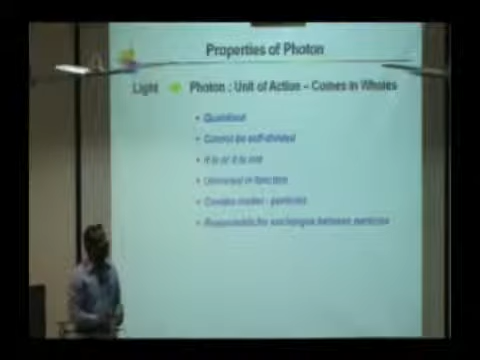 Properties of Photon
Light Photon : Unit of Action – Comes in Wholes
• Quantised
• Cannot be self-divided
• It is or it is not
• Universal in function
• Creates matter - particles
• Responsible for exchanges between particles